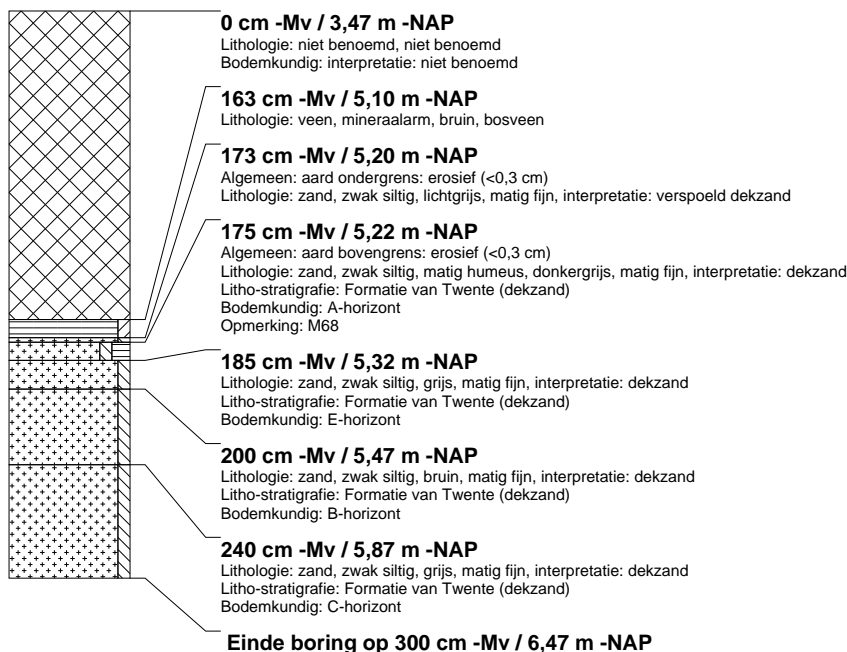 0 cm -Mv / 3,47 m -NAP
Lithologie: niet benoemd, niet benoemd
Bodemkundig: interpretatie: niet benoemd
163 cm -Mv / 5,10 m -NAP
Lithologie: veen, mineraalarm, bruin, bosveen
173 cm -Mv / 5,20 m -NAP
Algemeen: aard ondergrens: erosief (<0,3 cm)
Lithologie: zand, zwak siltig, lichtgrijs, matig fijn, interpretatie: verspoeld dekzand
175 cm -Mv / 5,22 m -NAP
Algemeen: aard bovengrens: erosief (<0,3 cm)
Lithologie: zand, zwak siltig, matig humeus, donkergrijs, matig fijn, interpretatie: dekzand
Litho-stratigrafie: Formatie van Twente (dekzand)
Bodemkundig: A-horizont
Opmerking: M68
185 cm -Mv / 5,32 m -NAP
Lithologie: zand, zwak siltig, grijs, matig fijn, interpretatie: dekzand
Litho-stratigrafie: Formatie van Twente (dekzand)
Bodemkundig: E-horizont
200 cm -Mv / 5,47 m -NAP
Lithologie: zand, zwak siltig, bruin, matig fijn, interpretatie: dekzand
Litho-stratigrafie: Formatie van Twente (dekzand)
Bodemkundig: B-horizont
240 cm -Mv / 5,87 m -NAP
Lithologie: zand, zwak siltig, grijs, matig fijn, interpretatie: dekzand
Litho-stratigrafie: Formatie van Twente (dekzand)
Bodemkundig: C-horizont
Einde boring op 300 cm -Mv / 6,47 m -NAP